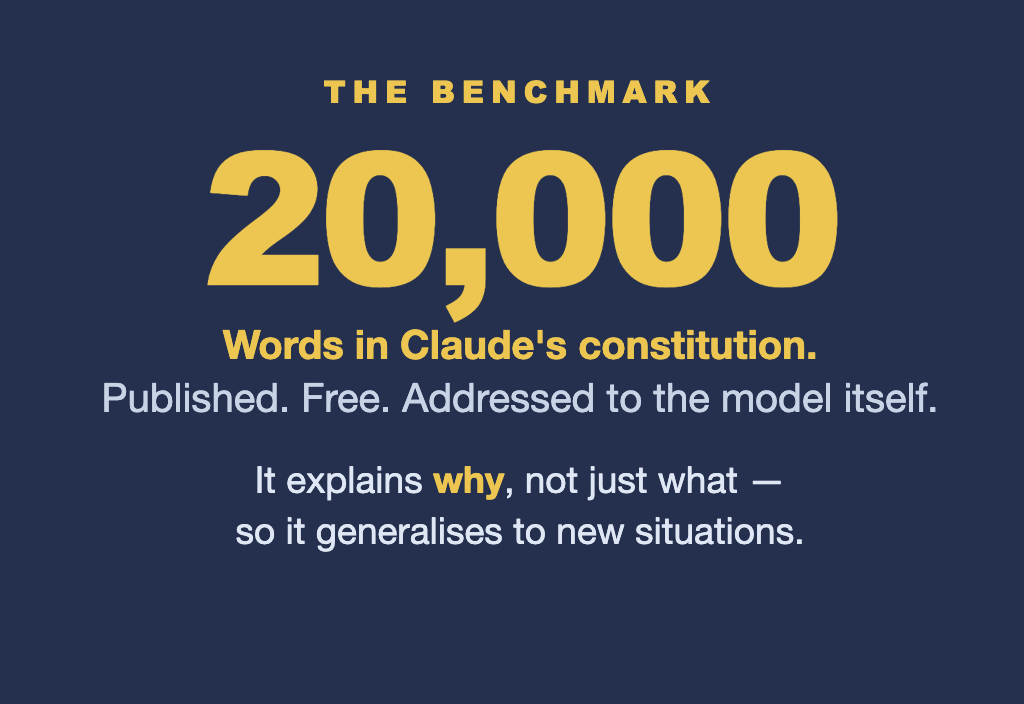 THE BENCHMARK
20,000
Words in Claude's constitution.
Published. Free. Addressed to the model itself.
It explains why, not just what —
so it generalises to new situations.